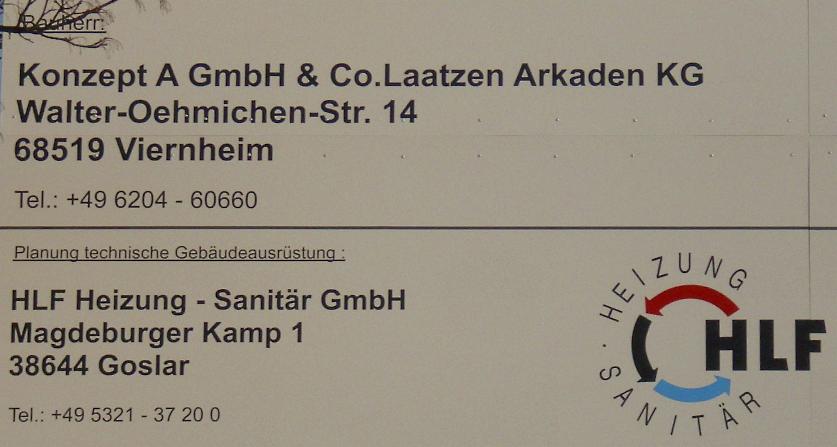 Bauherr:
Konzept A GmbH & Co.Laatzen Arkaden KG
Walter-Oehmichen-Str. 14
68519 Viernheim
Tel.: +49 6204 - 60660
Planung technische Gebäudeausrüstung :
HLF Heizung - Sanitär GmbH
Magdeburger Kamp 1
38644 Goslar
Tel.: +49 5321 - 37 20 0
HEIZUNG · SANITÄR
HLF